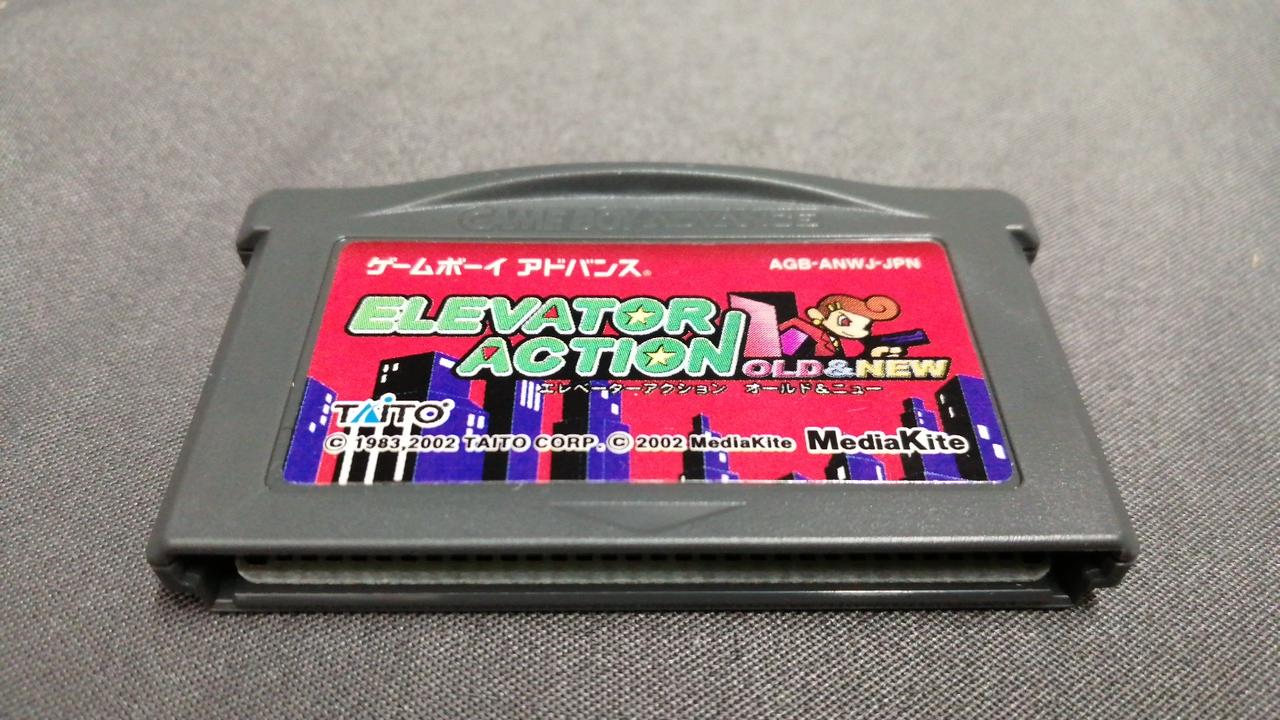 GAME BOY ADVANCE
ゲームボーイ アドバンス®
AGB-ANWJ-JPN
ELEVATOR
ACTION
OLD&NEW
エレベーターアクション オールド&ニュー
TAITO
© 1983,2002 TAITO CORP. © 2002 MediaKite
MediaKite